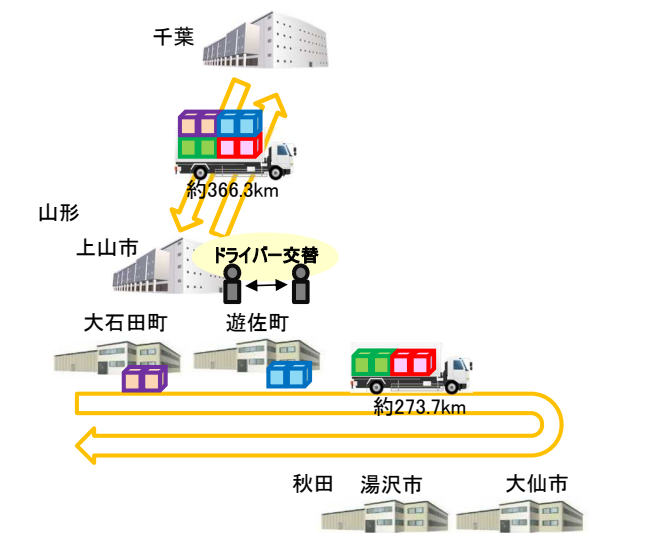 千葉
約366.3km
山形
上山市
ドライバー交替
大石田町
遊佐町
約273.7km
秋田
湯沢市
大仙市